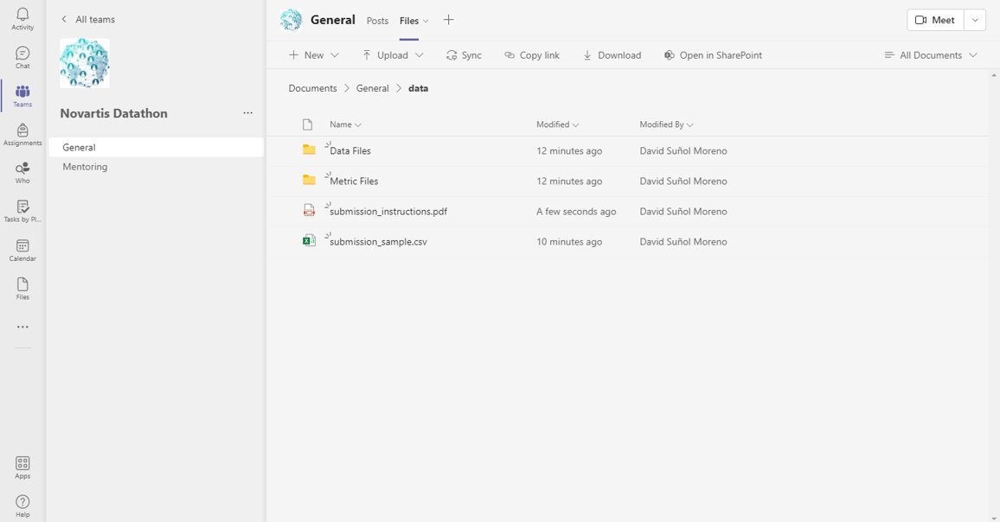 Activity
Chat
Teams
Assignments
Who
Tasks by Pl...
Calendar
Files
Apps
Help
All teams
Novartis Datathon
General
Mentoring
General Posts Files
Meet
New Upload Sync Copy link Download Open in SharePoint All Documents
Documents General data
Name Modified Modified By
Data Files 12 minutes ago David Suñol Moreno
Metric Files 12 minutes ago David Suñol Moreno
submission_instructions.pdf A few seconds ago David Suñol Moreno
submission_sample.csv 10 minutes ago David Suñol Moreno